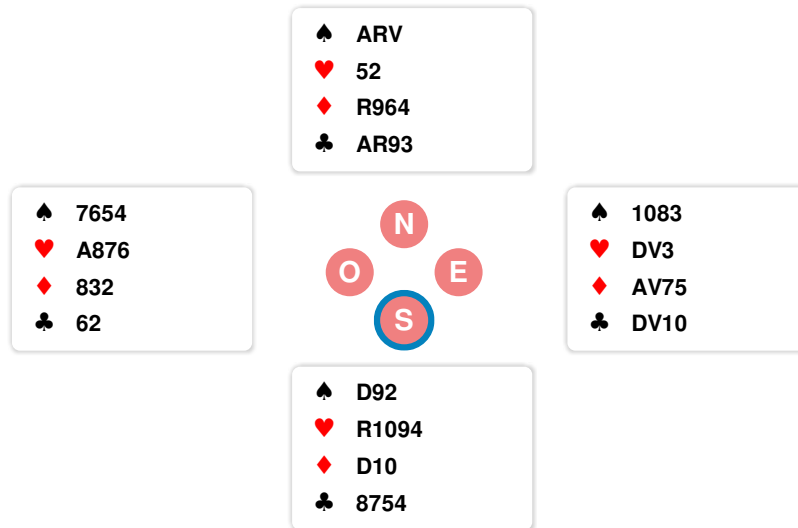 ♠ ARV
♥ 52
♦ R964
♣ AR93
♠ 7654
♥ A876
♦ 832
♣ 62
N
O E
S
♠ 1083
♥ DV3
♦ AV75
♣ DV10
♠ D92
♥ R1094
♦ D10
♣ 8754